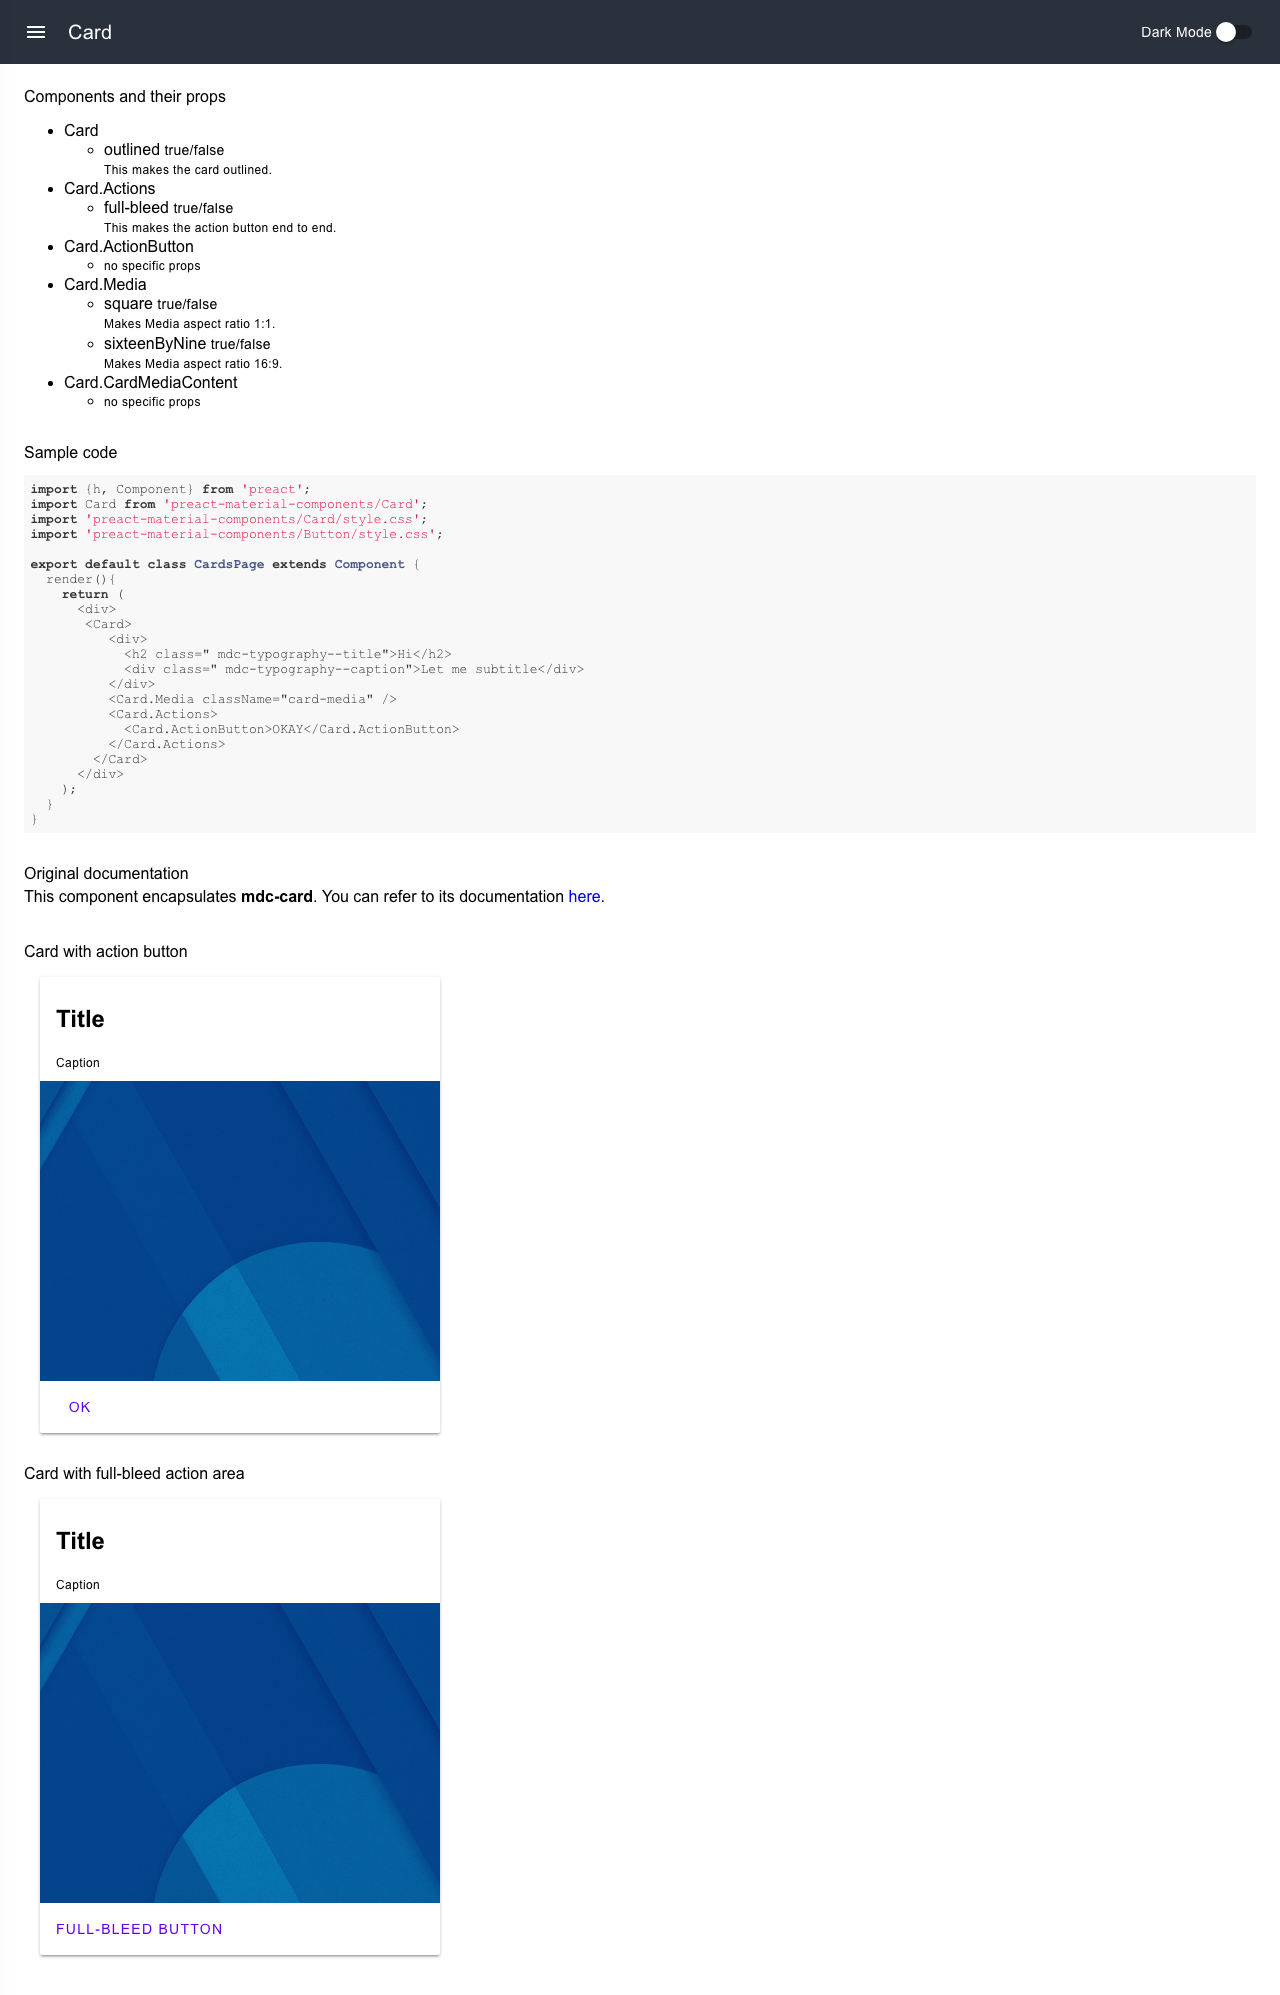 Card
Dark Mode
Components and their props
Card
outlined true/false
This makes the card outlined.
Card.Actions
full-bleed true/false
This makes the action button end to end.
Card.ActionButton
no specific props
Card.Media
square true/false
Makes Media aspect ratio 1:1.
sixteenByNine true/false
Makes Media aspect ratio 16:9.
Card.CardMediaContent
no specific props
Sample code
import {h, Component} from 'preact';
import Card from 'preact-material-components/Card';
import 'preact-material-components/Card/style.css';
import 'preact-material-components/Button/style.css';
export default class CardsPage extends Component {
render(){
return (
<div>
<Card>
<div>
<h2 class=" mdc-typography--title">Hi</h2>
<div class=" mdc-typography--caption">Let me subtitle</div>
</div>
<Card.Media className="card-media" />
<Card.Actions>
<Card.ActionButton>OKAY</Card.ActionButton>
</Card.Actions>
</Card>
</div>
);
}
}
Original documentation
This component encapsulates mdc-card. You can refer to its documentation here.
Card with action button
Title
Caption
OK
Card with full-bleed action area
Title
Caption
FULL-BLEED BUTTON